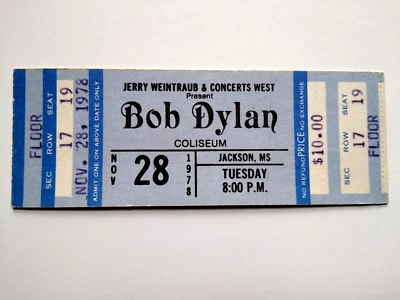 SEC ROW SEAT
FLOOR 17 19
NOV. 28, 1978
ADMIT ONE ON ABOVE DATE ONLY
JERRY WEINTRAUB & CONCERTS WEST
Present
Bob Dylan
COLISEUM
NOV 28 1978
JACKSON, MS
TUESDAY
8:00 P.M.
NO REFUND PRICE NO EXCHANGE
$10.00
SEC ROW SEAT
FLOOR 17 19